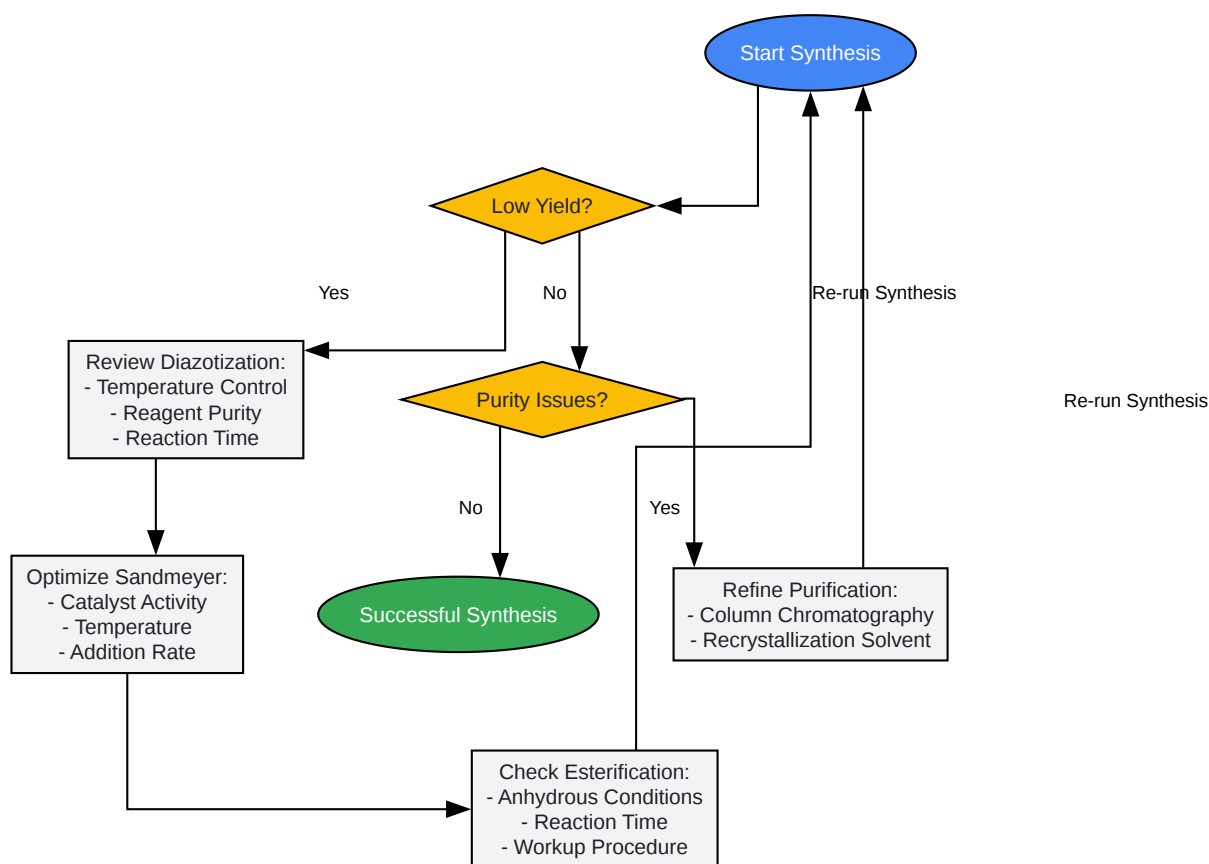 Start Synthesis
Low Yield?
Yes
No
Re-run Synthesis
Review Diazotization:
- Temperature Control
- Reagent Purity
- Reaction Time
Purity Issues?
Re-run Synthesis
No
Yes
Optimize Sandmeyer:
- Catalyst Activity
- Temperature
- Addition Rate
Successful Synthesis
Refine Purification:
- Column Chromatography
- Recrystallization Solvent
Check Esterification:
- Anhydrous Conditions
- Reaction Time
- Workup Procedure